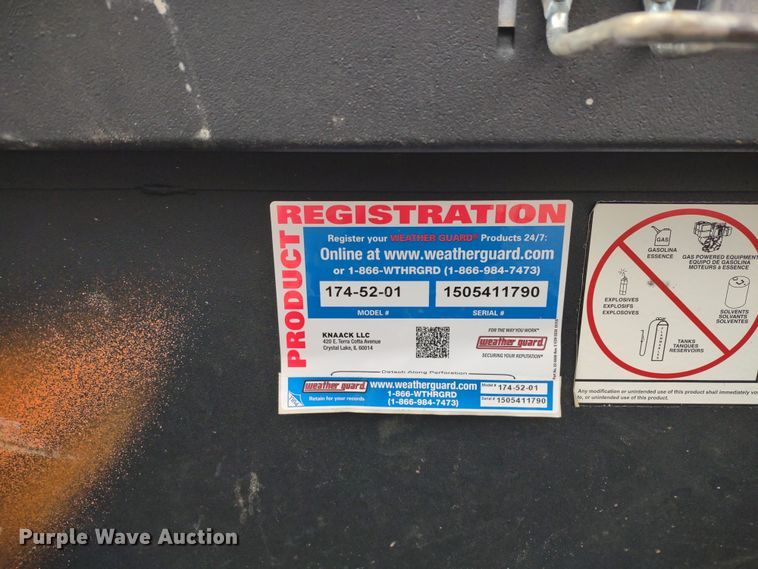 PRODUCT
REGISTRATION
Register your WEATHER GUARD® Products 24/7:
Online at www.weatherguard.com
or 1-866-WTHRGRD (1-866-984-7473)
174-52-01
1505411790
MODEL #
SERIAL #
KNAACK LLC
420 E. Terra Cotta Avenue
Crystal Lake, IL 60014
FOR THE WAY YOU WORK™
weather guard
SECURING YOUR REPUTATION®
Detach Along Perforation
weather guard
Retain for your records
www.weatherguard.com
1-866-WTHRGRD
(1-866-984-7473)
Model # 174-52-01
Serial # 1505411790
GAS
GASOLINA
ESSENCE
GAS POWERED EQUIPMENT
EQUIPO DE GASOLINA
MOTEURS à ESSENCE
EXPLOSIVES
EXPLOSIFS
EXPLOSIVOS
SOLVENTS
SOLVANTS
SOLVENTES
TANKS
TANQUES
RESERVOIRS
Any modification or unintended use of this product shall immediately vo
to, or unintended use of this product.
Purple Wave Auction